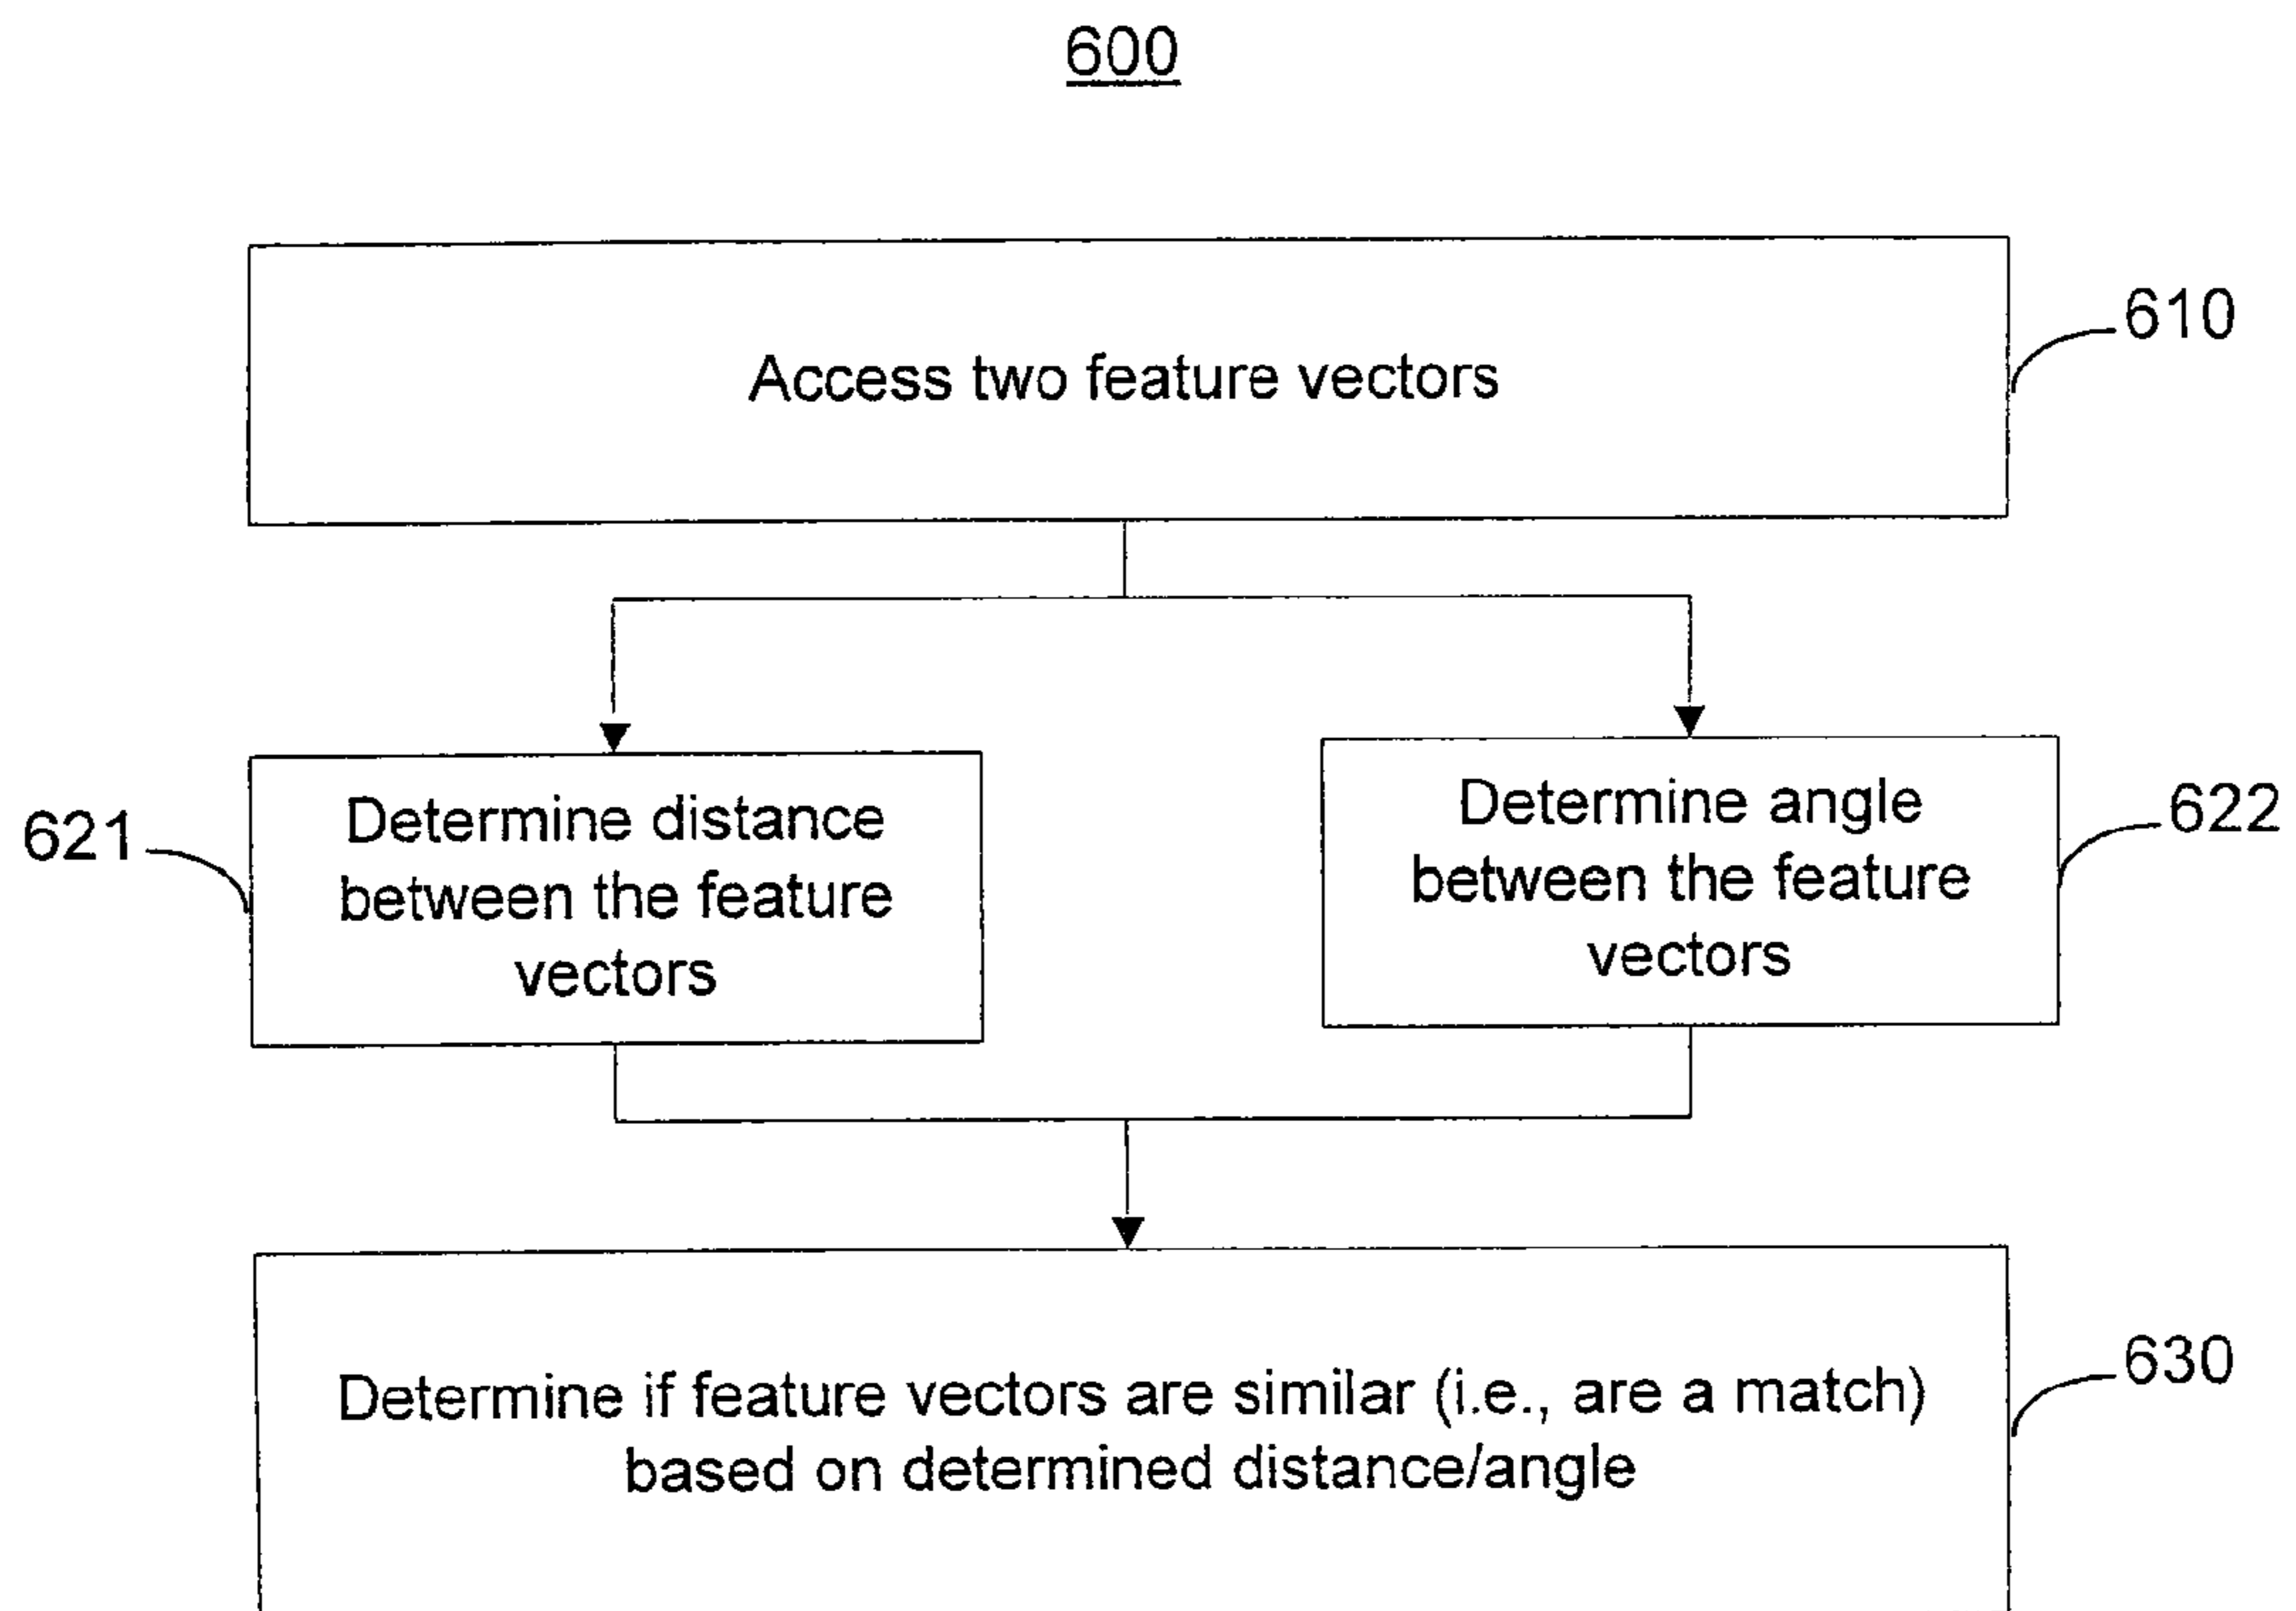 600
Access two feature vectors
610
621
Determine distance
between the feature
vectors
Determine angle
between the feature
vectors
622
Determine if feature vectors are similar (i.e., are a match)
based on determined distance/angle
630